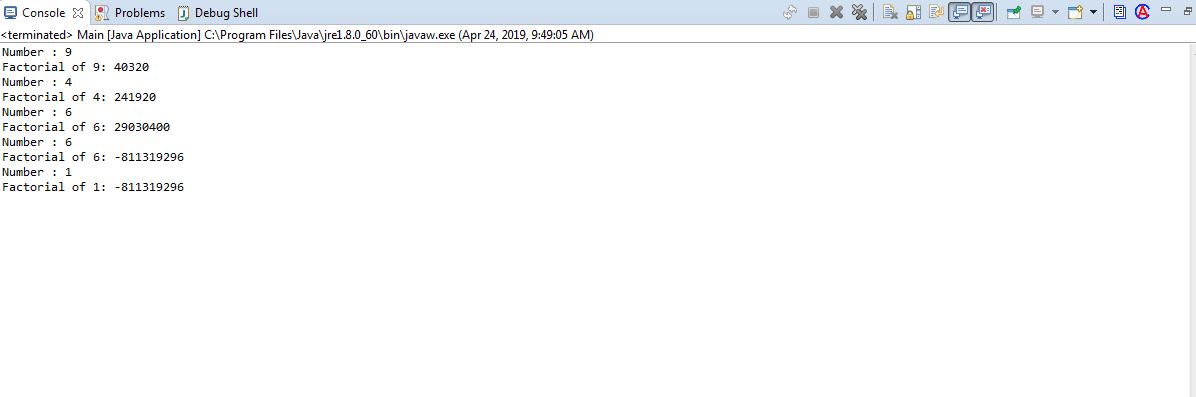 Console Problems Debug Shell
<terminated> Main [Java Application] C:\Program Files\Java\jre1.8.0_60\bin\javaw.exe (Apr 24, 2019, 9:49:05 AM)
Number : 9
Factorial of 9: 40320
Number : 4
Factorial of 4: 241920
Number : 6
Factorial of 6: 29030400
Number : 6
Factorial of 6: -811319296
Number : 1
Factorial of 1: -811319296